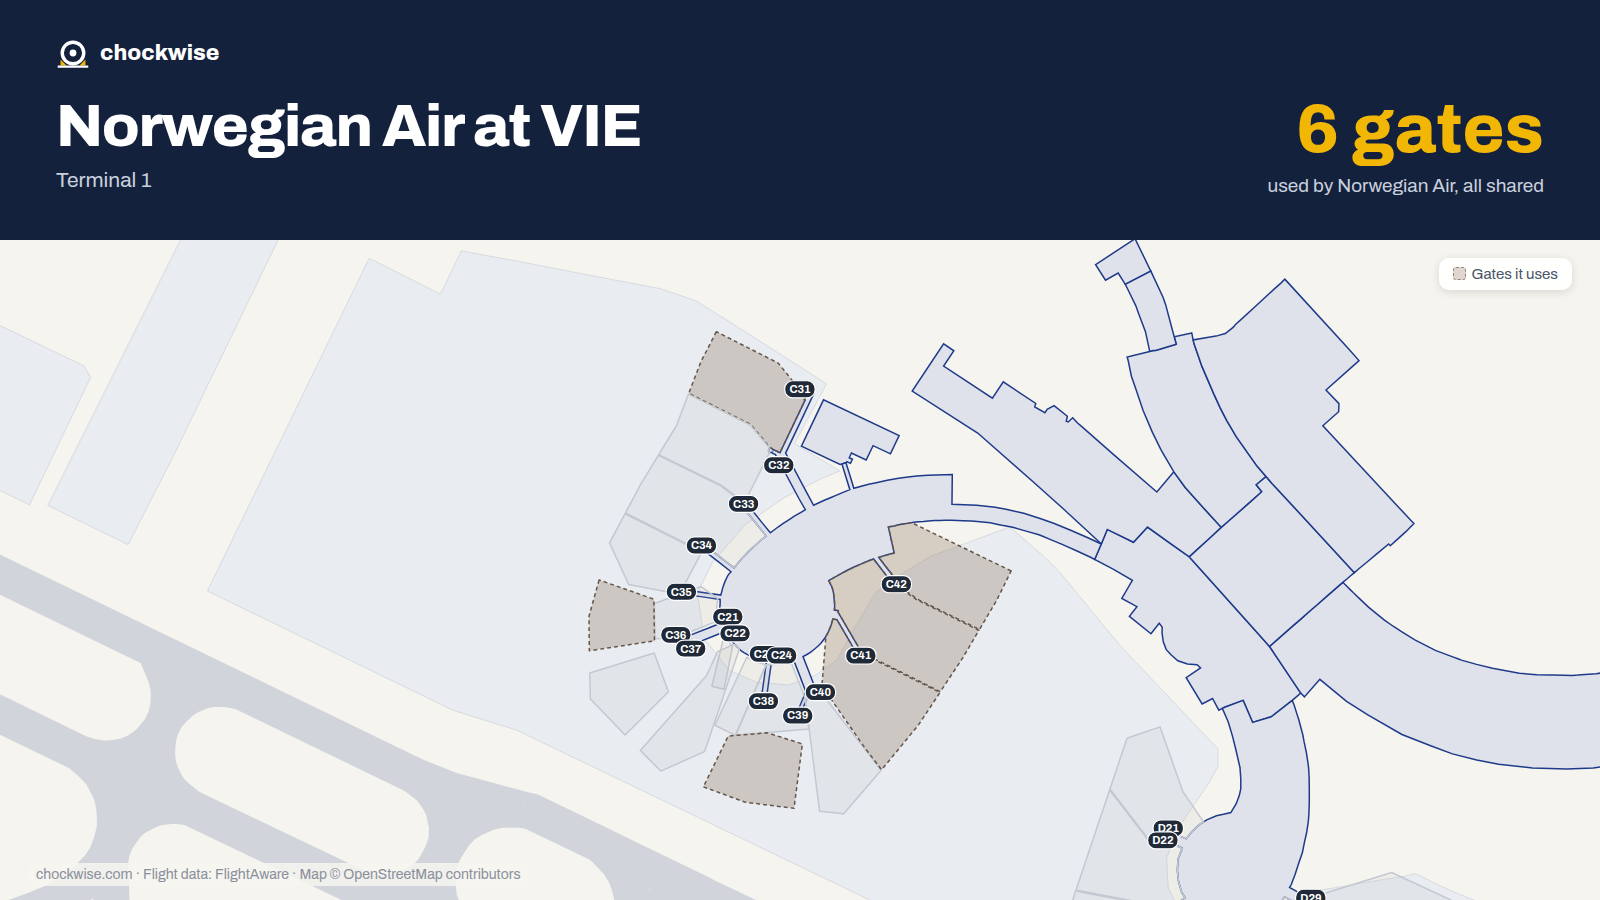 chockwise
Norwegian Air at VIE
Terminal 1
6 gates
used by Norwegian Air, all shared
Gates it uses
C31
C32
C33
C34
C42
C35
C21
C22
C36
C37
C24
C41
C40
C38
C39
D21
D22
D29
chockwise.com · Flight data: FlightAware · Map © OpenStreetMap contributors